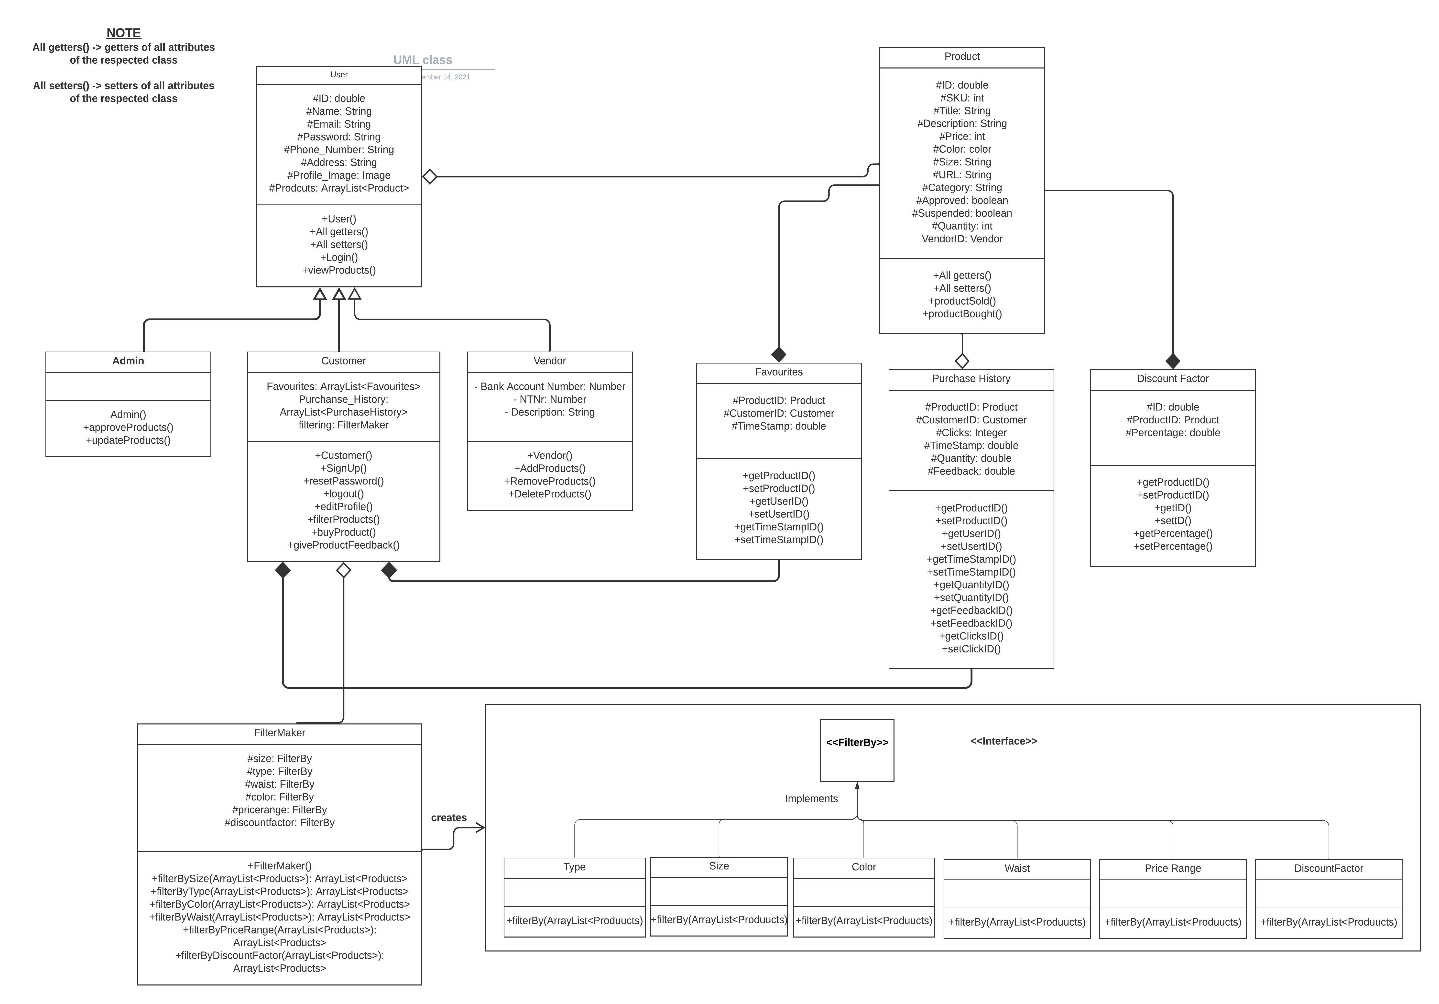 NOTE
All getters() -> getters of all attributes
of the respected class
All setters() -> setters of all attributes
of the respected class
UML class
14, 2021
User
#ID: double
#Name: String
#Email: String
#Password: String
#Phone_Number: String
#Address: String
#Profile_Image: Image
#Prodcuts: ArrayList<Product>
+User()
+All getters()
+All setters()
+Login()
+viewProducts()
Product
#ID: double
#SKU: int
#Title: String
#Description: String
#Price: int
#Color: color
#Size: String
#URL: String
#Category: String
#Approved: boolean
#Suspended: boolean
#Quantity: int
VendorID: Vendor
+All getters()
+All setters()
+productSold()
+productBought()
Admin
Admin()
+approveProducts()
+updateProducts()
Customer
Favourites: ArrayList<Favourites>
Purchanse_History:
ArrayList<PurchaseHistory>
filtering: FilterMaker
+Customer()
+SignUp()
+resetPassword()
+logout()
+editProfile()
+filterProducts()
+buyProduct()
+giveProductFeedback()
Vendor
- Bank Account Number: Number
- NTNr: Number
- Description: String
+Vendor()
+AddProducts()
+RemoveProducts()
+DeleteProducts()
Favourites
#ProductID: Product
#CustomerID: Customer
#TimeStamp: double
+getProductID()
+setProductID()
+getUserID()
+setUsertID()
+getTimeStampID()
+setTimeStampID()
Purchase History
#ProductID: Product
#CustomerID: Customer
#Clicks: Integer
#TimeStamp: double
#Quantity: double
#Feedback: double
+getProductID()
+setProductID()
+getUserID()
+setUsertID()
+getTimeStampID()
+setTimeStampID()
+getQuantityID()
+setQuantityID()
+getFeedbackID()
+setFeedbackID()
+getClicksID()
+setClickID()
Discount Factor
#ID: double
#ProductID: Product
#Percentage: double
+getProductID()
+setProductID()
+getID()
+settD()
+getPercentage()
+setPercentage()
FilterMaker
#size: FilterBy
#type: FilterBy
#waist: FilterBy
#color: FilterBy
#pricerange: FilterBy
#discountfactor: FilterBy
+FilterMaker()
+filterBySize(ArrayList<Products>): ArrayList<Products>
+filterByType(ArrayList<Products>): ArrayList<Products>
+filterByColor(ArrayList<Products>): ArrayList<Products>
+filterByWaist(ArrayList<Products>): ArrayList<Products>
+filterByPriceRange(ArrayList<Products>):
ArrayList<Products>
+filterByDiscountFactor(ArrayList<Products>):
ArrayList<Products>
creates
<<FilterBy>>
<<Interface>>
Implements
Type
+filterBy(ArrayList<Produucts)
Size
+filterBy(ArrayList<Produucts)
Color
+filterBy(ArrayList<Produucts)
Waist
+filterBy(ArrayList<Produucts)
Price Range
+filterBy(ArrayList<Produucts)
DiscountFactor
+filterBy(ArrayList<Produucts)